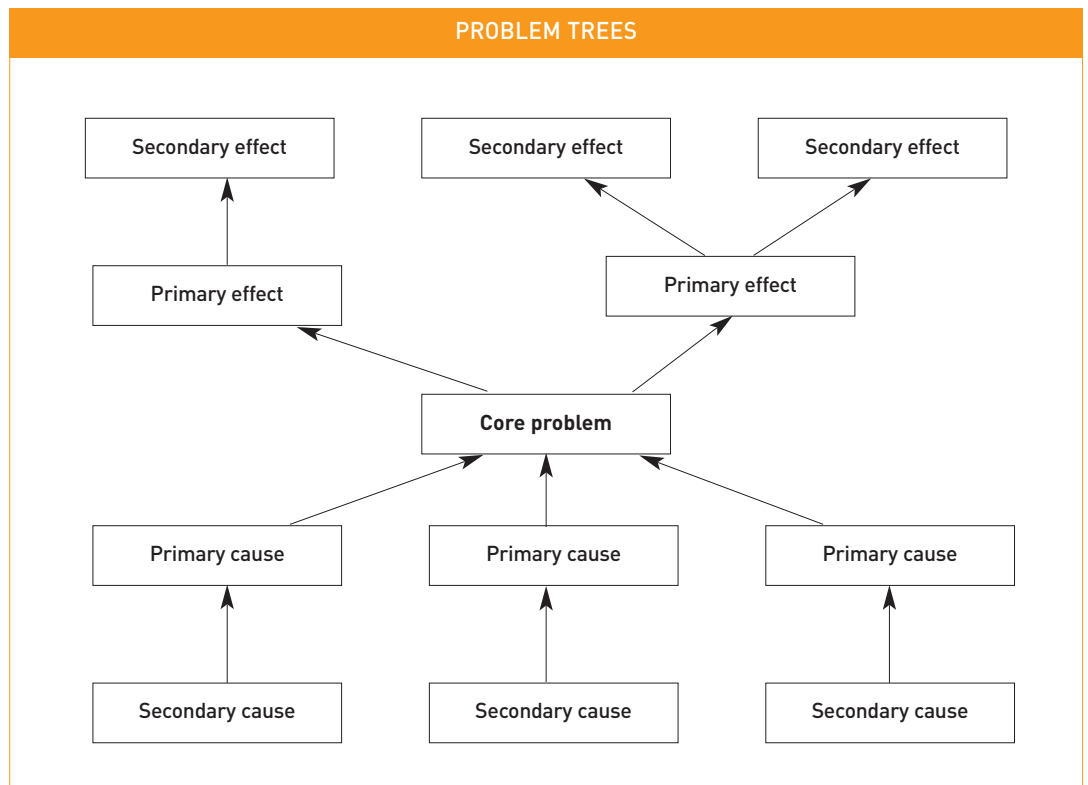 PROBLEM TREES
Secondary effect
Secondary effect
Secondary effect
Primary effect
Primary effect
Core problem
Primary cause
Primary cause
Primary cause
Secondary cause
Secondary cause
Secondary cause